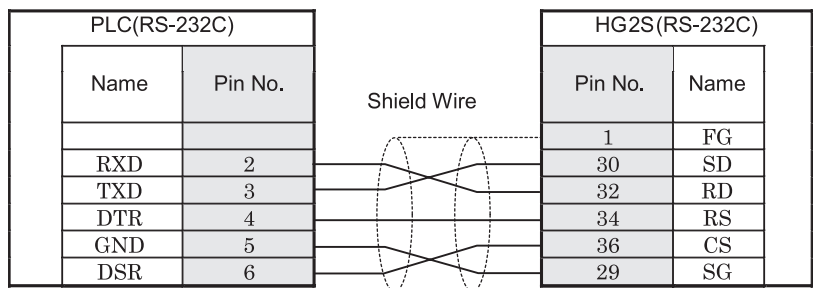 PLC(RS-232C) HG2S(RS-232C)
Name Pin No. Shield Wire Pin No. Name
1 FG
RXD 2 30 SD
TXD 3 32 RD
DTR 4 34 RS
GND 5 36 CS
DSR 6 29 SG